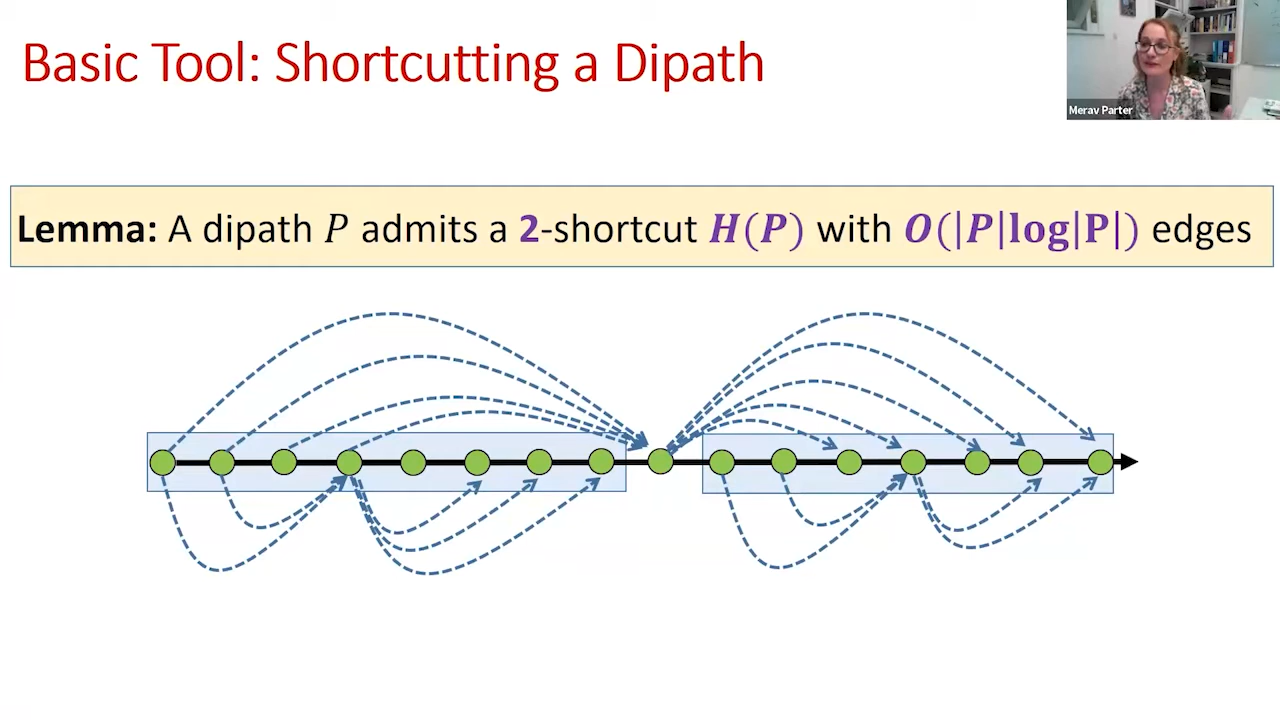 Basic Tool: Shortcutting a Dipath
Merav Parter
Lemma: A dipath P admits a 2-shortcut H(P) with O(|P|log|P|) edges